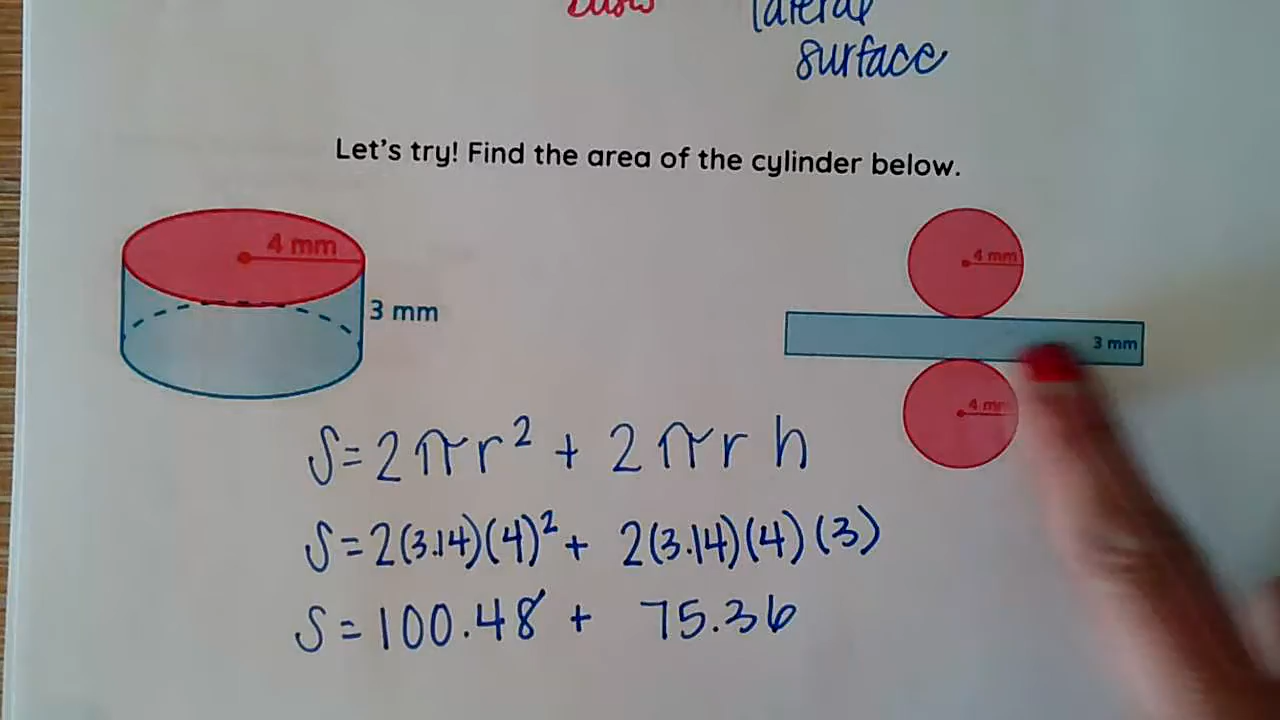 lateral
surface
Let's try! Find the area of the cylinder below.
4 mm
3 mm
4 mm
3 mm
4 mm
S=2πr² + 2πr h
S=2(3.14)(4)² + 2(3.14)(4)(3)
S=100.48 + 75.36